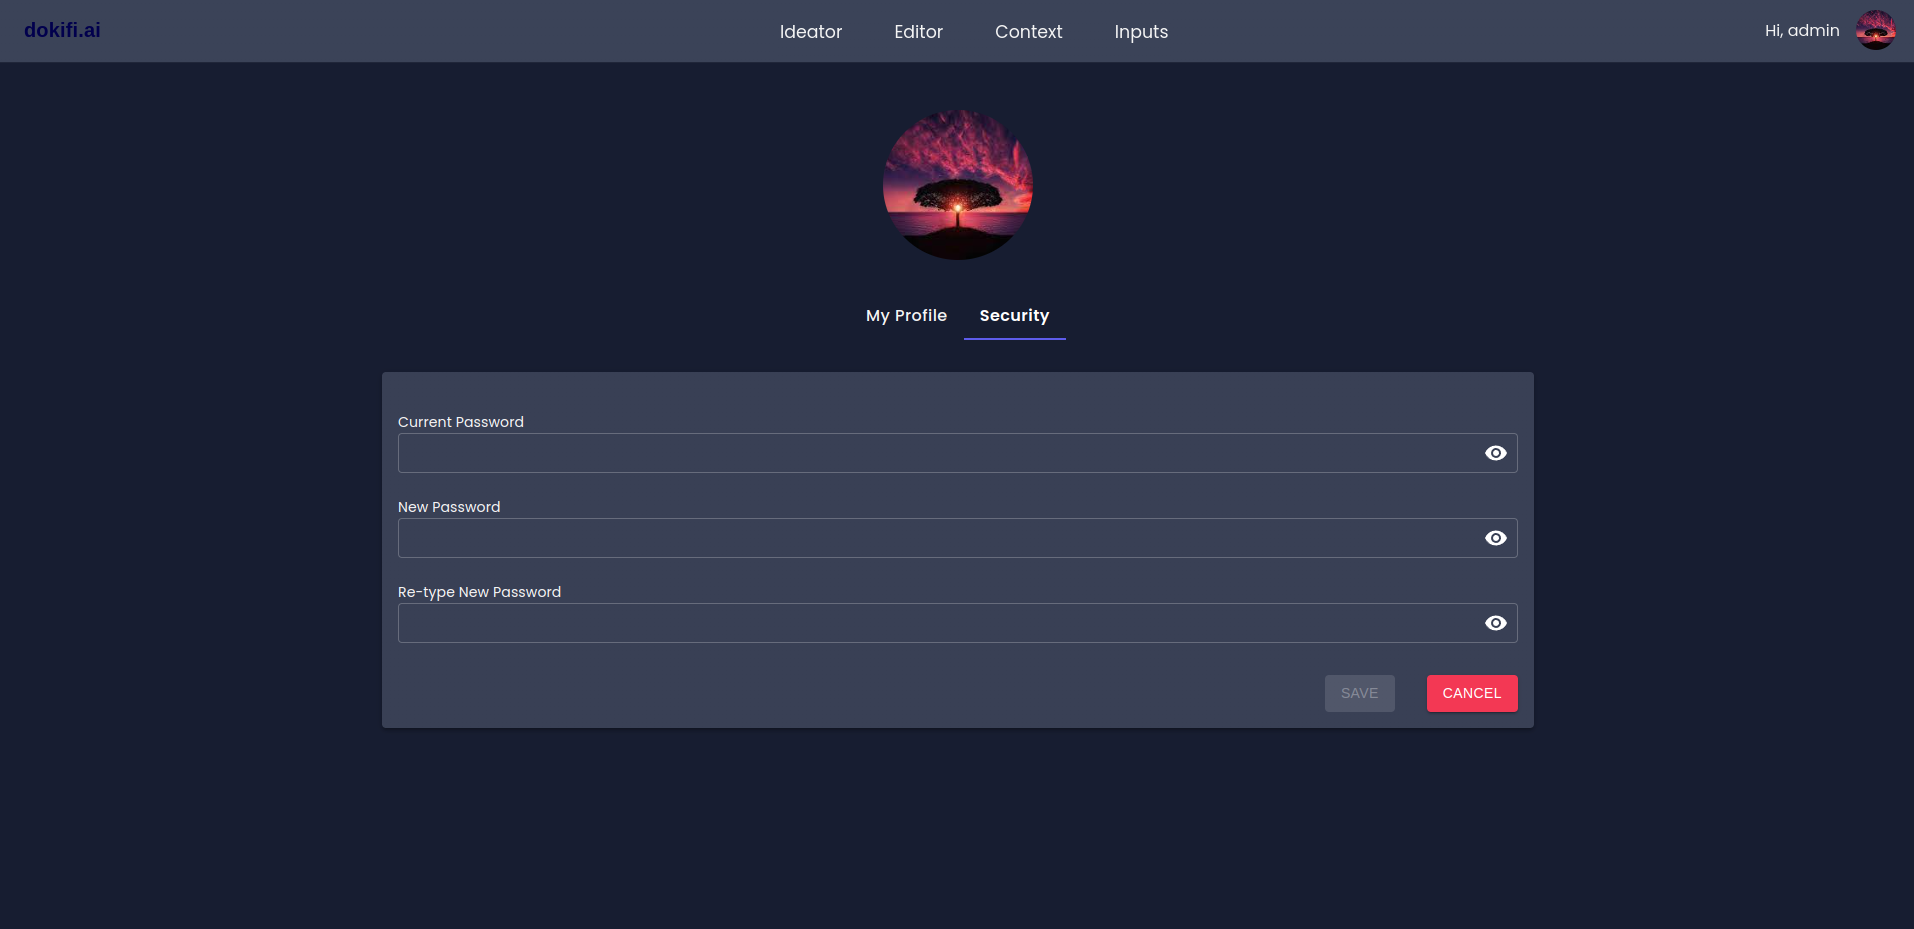 dokifi.ai
Ideator Editor Context Inputs
Hi, admin
My Profile Security
Current Password
New Password
Re-type New Password
SAVE CANCEL